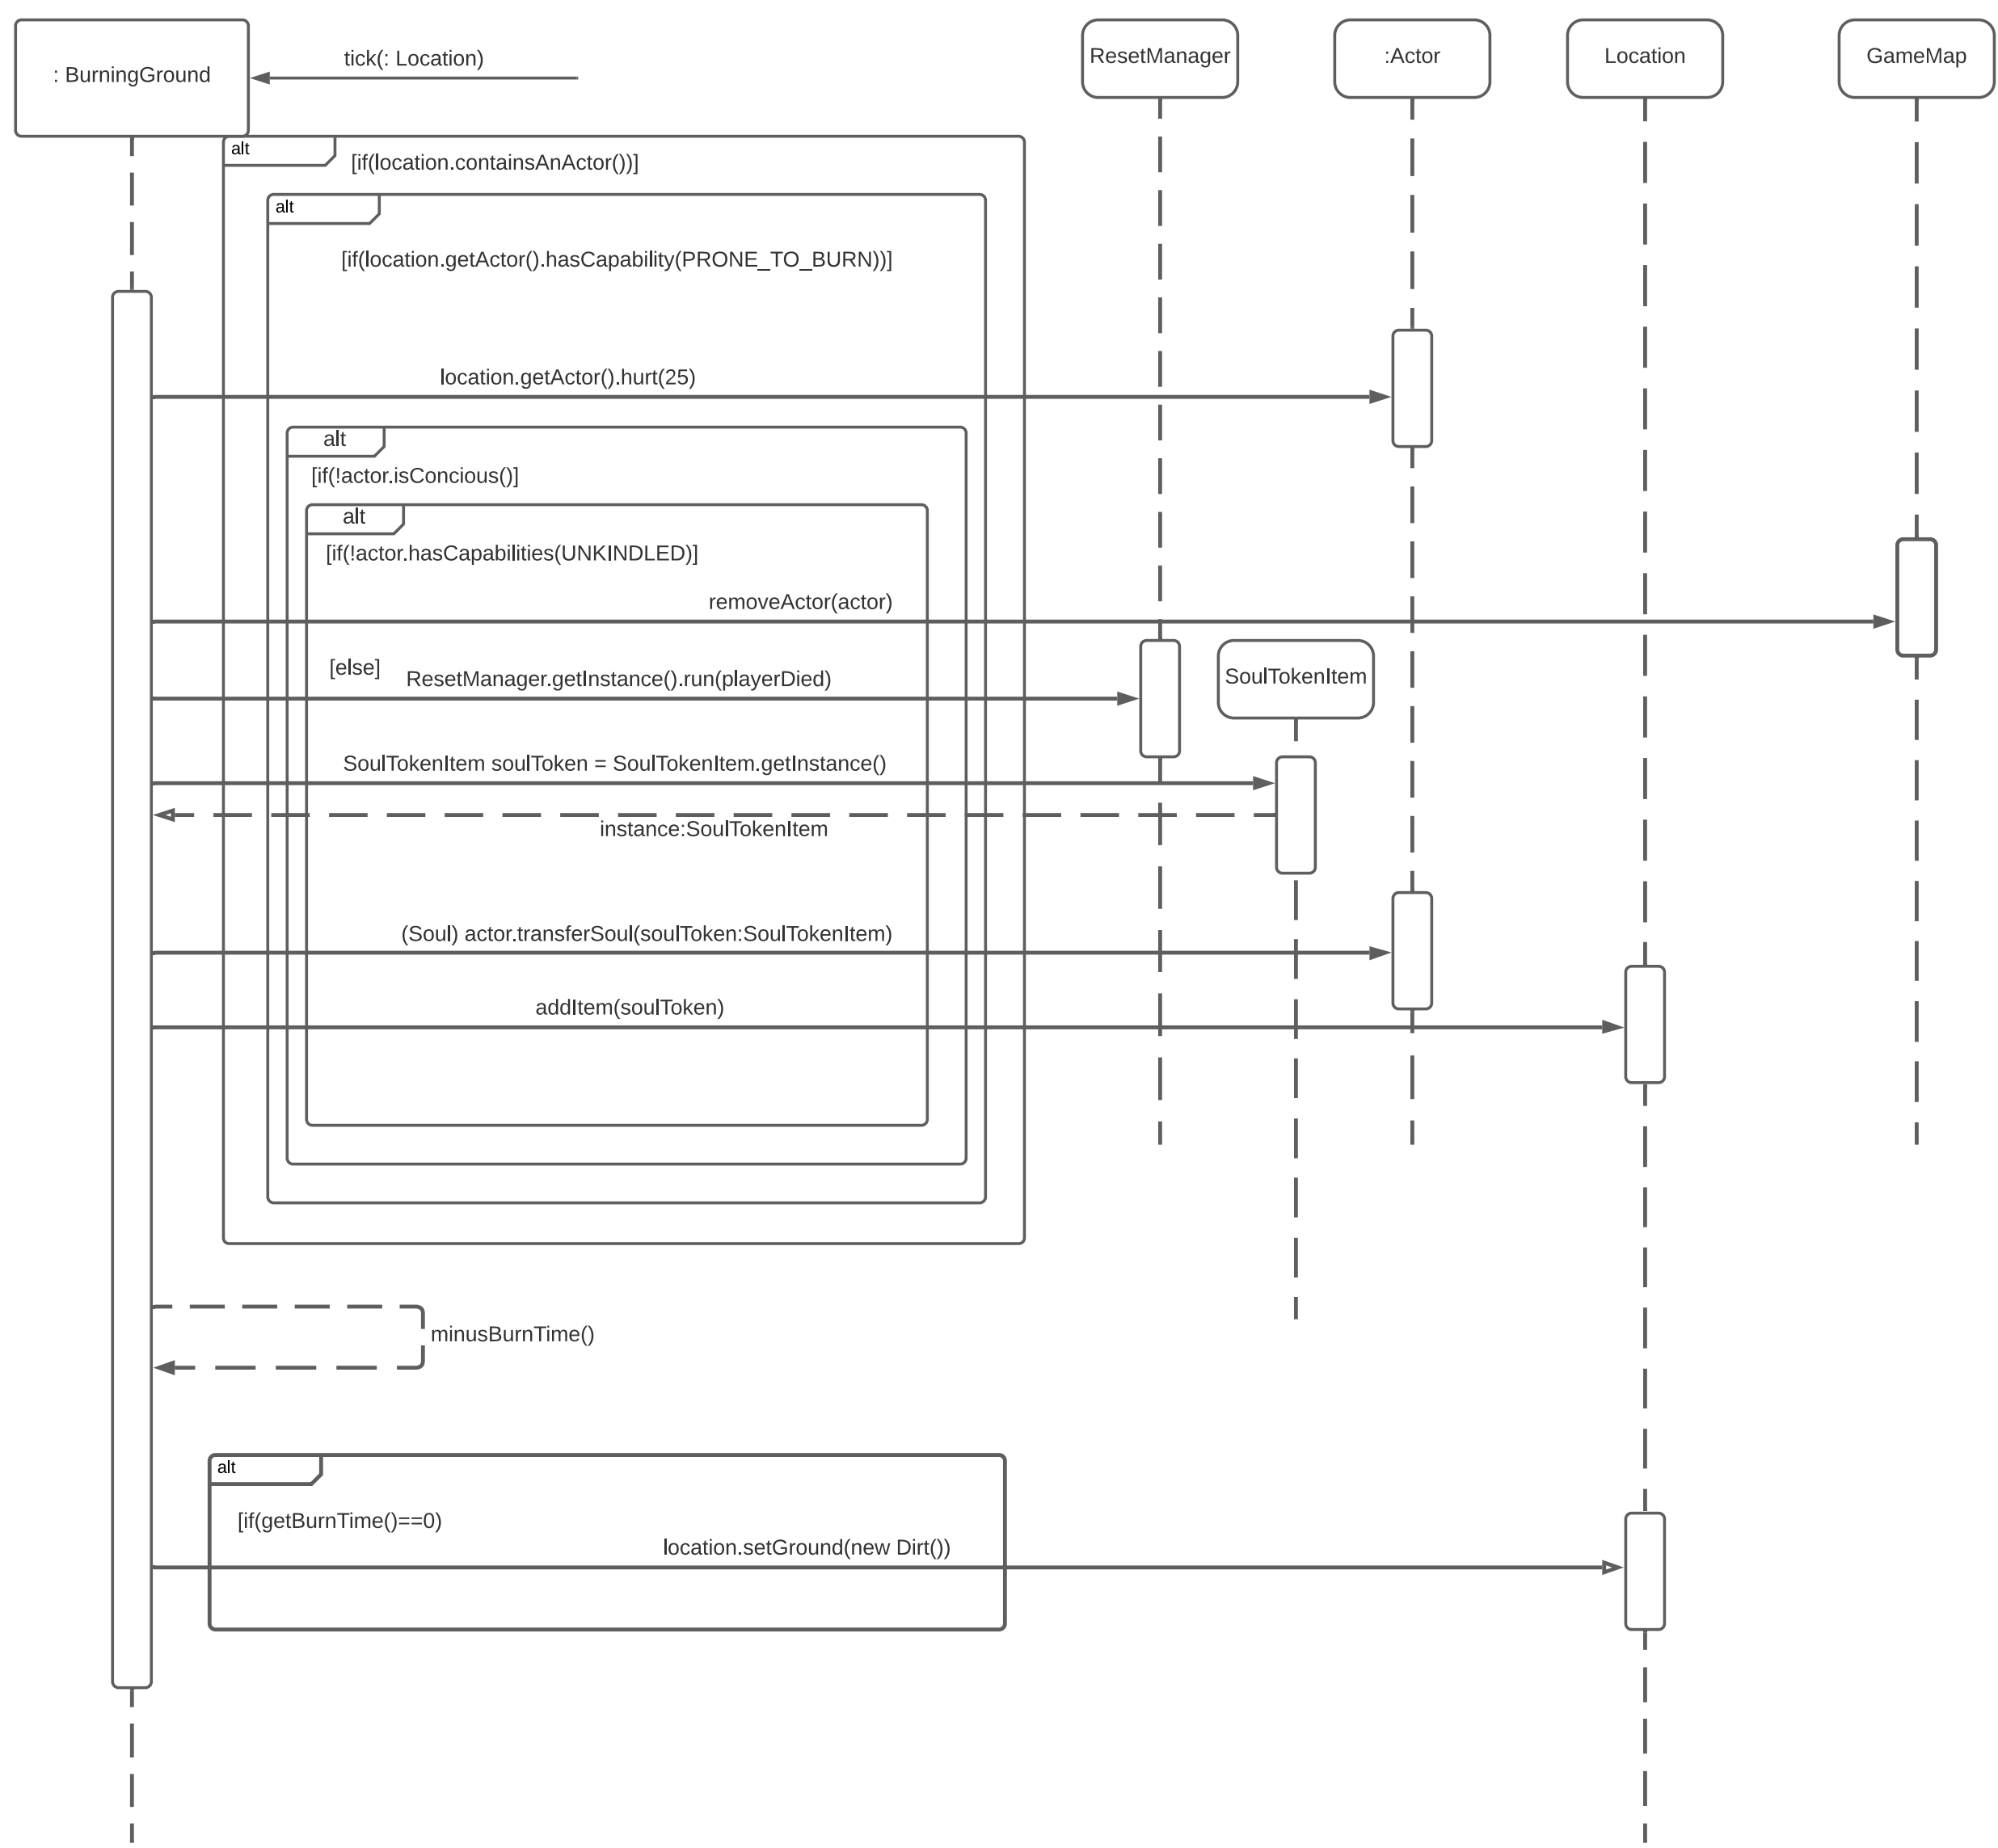 : BurningGround
tick(: Location)
ResetManager
:Actor
Location
GameMap
alt
[if(location.containsAnActor())]
alt
[if(location.getActor().hasCapability(PRONE_TO_BURN))]
location.getActor().hurt(25)
alt
[if(!actor.isConcious()]
alt
[if(!actor.hasCapabilities(UNKINDLED)]
removeActor(actor)
[else]
ResetManager.getInstance().run(playerDied)
SoulTokenItem
SoulTokenItem soulToken = SoulTokenItem.getInstance()
instance:SoulTokenItem
(Soul) actor.transferSoul(soulToken:SoulTokenItem)
addItem(soulToken)
minusBurnTime()
alt
[if(getBurnTime()==0)
location.setGround(new Dirt())